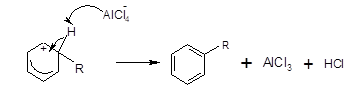 AlCl4-
H
+
R
R
+ AlCl3 + HCl